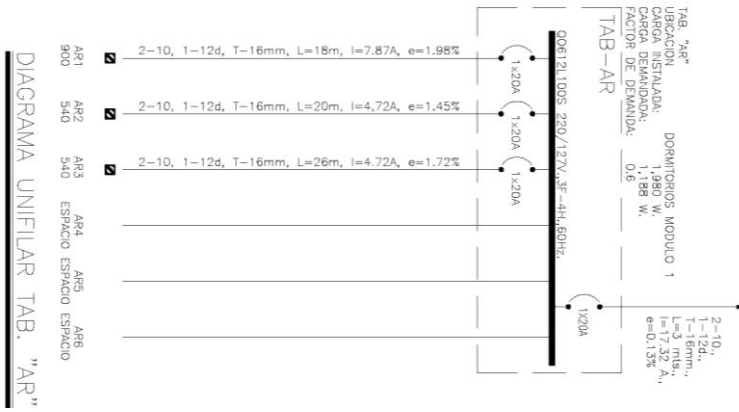 TAB. "AR"
UBICACION DORMITORIOS MODULO 1
CARGA INSTALADA: 1,980 W.
CARGA DEMANDADA: 1,188 W.
FACTOR DE DEMANDA: 0.6
TAB-AR
QO612L100S 220/127V.,3F-4H.,60Hz.
1X20A
2-10.,
1-12d.,
T-16mm.,
L=3 mts.,
I=17.32 A.,
e=0.13%
1x20A
2-10, 1-12d, T-16mm, L=18m, I=7.87A, e=1.98%
AR1
900
1x20A
2-10, 1-12d, T-16mm, L=20m, I=4,72A, e=1.45%
AR2
540
1x20A
2-10, 1-12d, T-16mm, L=26m, I=4.72A, e=1.72%
AR3
540
AR4
ESPACIO
AR5
ESPACIO
AR6
ESPACIO
DIAGRAMA UNIFILAR TAB. "AR"